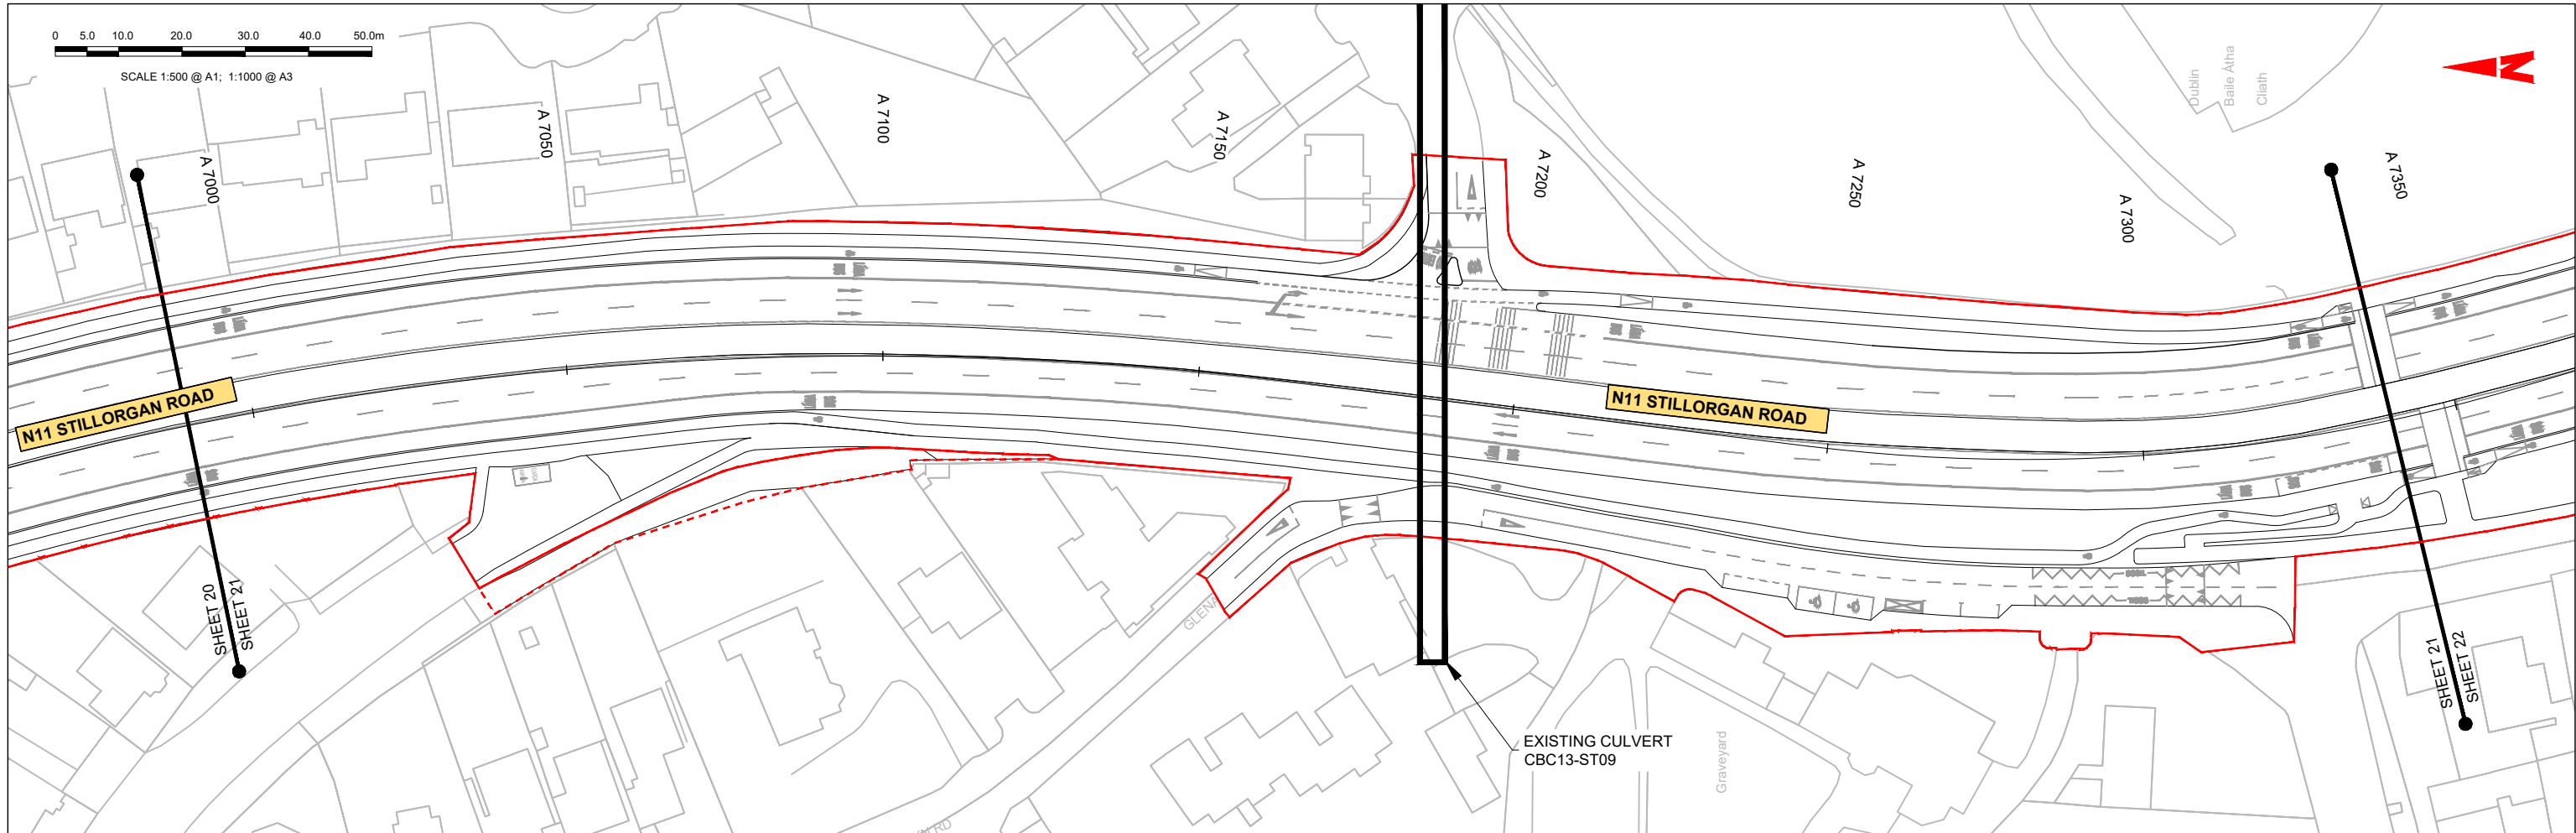 0 5.0 10.0 20.0 30.0 40.0 50.0m
SCALE 1:500 @ A1; 1:1000 @ A3
A 7000
A 7050
A 7100
A 7150
A 7200
A 7250
A 7300
A 7350
Dublin
Baile Átha
Cliath
N
N11 STILLORGAN ROAD
N11 STILLORGAN ROAD
SHEET 20
SHEET 21
SHEET 21
SHEET 22
GLENA
RD
EXISTING CULVERT
CBC13-ST09
Graveyard